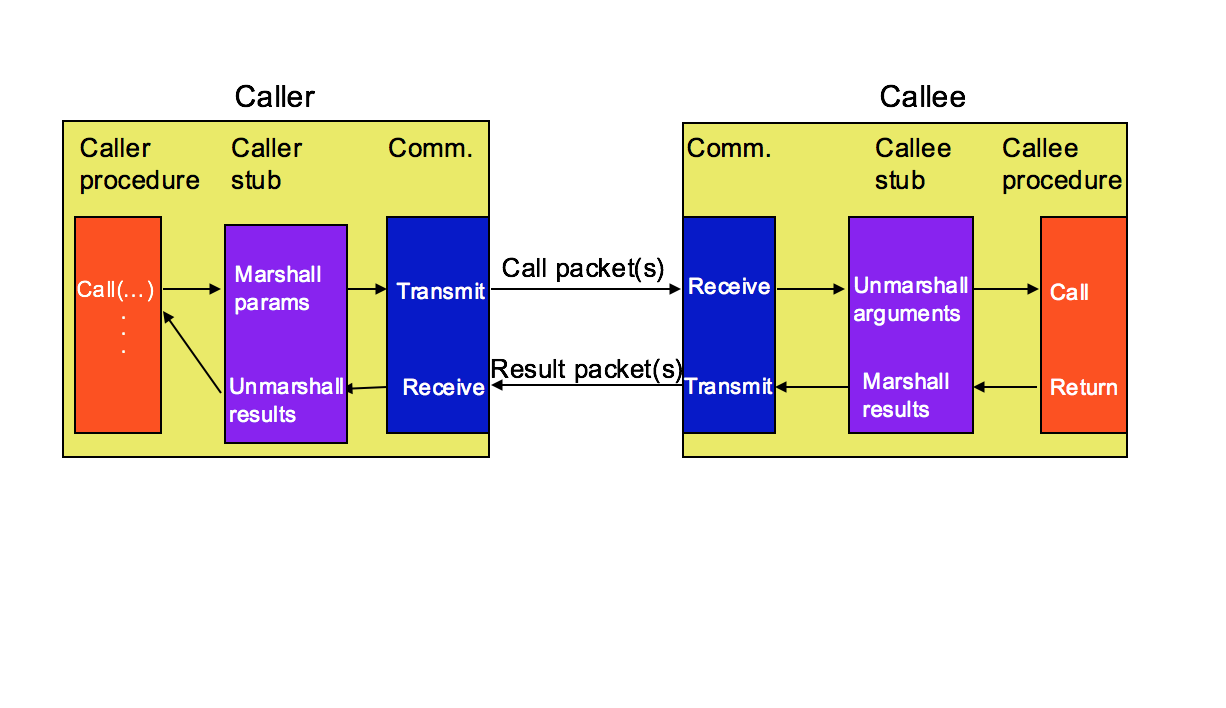 Caller
Callee
Caller
procedure
Caller
stub
Comm.
Comm.
Callee
stub
Callee
procedure
Call(...)
.
.
.
Marshall
params
Transmit
Call packet(s)
Receive
Unmarshall
arguments
Call
Unmarshall
results
Receive
Result packet(s)
Transmit
Marshall
results
Return